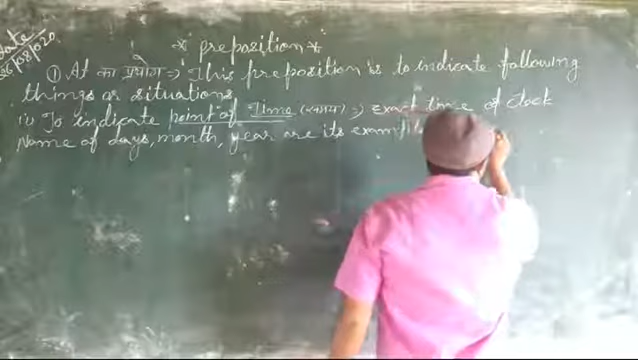 Date
26/08/020
* preposition *
① At का प्रयोग => This preposition is to indicate following
things or situations
(i) To indicate point of Time (समय) => exact time of clock
Name of days, month, year are its